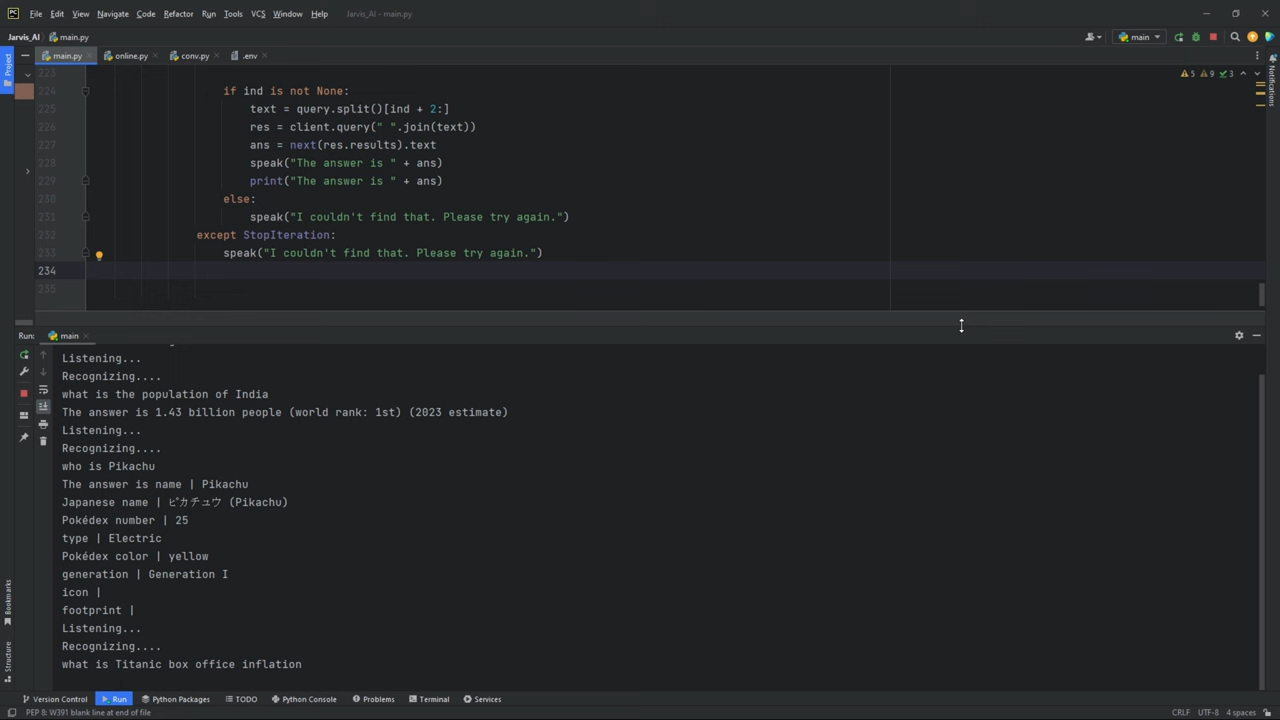 PC File Edit View Navigate Code Refactor Run Tools VCS Window Help Jarvis_AI - main.py
Jarvis_AI main.py main
main.py online.py conv.py .env
Project
Notifications
5 9 3
223
224 if ind is not None:
225 text = query.split()[ind + 2:]
226 res = client.query(" ".join(text))
227 ans = next(res.results).text
228 speak("The answer is " + ans)
229 print("The answer is " + ans)
230 else:
231 speak("I couldn't find that. Please try again.")
232 except StopIteration:
233 speak("I couldn't find that. Please try again.")
234
235
Run: main
Listening...
Recognizing....
what is the population of India
The answer is 1.43 billion people (world rank: 1st) (2023 estimate)
Listening...
Recognizing....
who is Pikachu
The answer is name | Pikachu
Japanese name | ピカチュウ (Pikachu)
Pokédex number | 25
type | Electric
Pokédex color | yellow
generation | Generation I
icon |
footprint |
Listening...
Recognizing....
what is Titanic box office inflation
Bookmarks
Structure
Version Control Run Python Packages TODO Python Console Problems Terminal Services
PEP 8: W391 blank line at end of file CRLF UTF-8 4 spaces